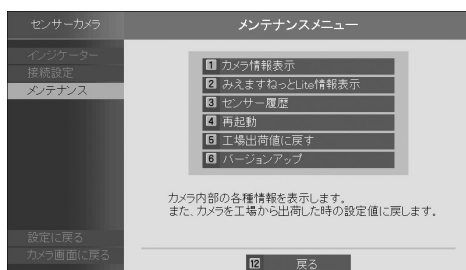 センサーカメラ
メンテナンスメニュー
インジケーター
接続設定
メンテナンス
1 カメラ情報表示
2 みえますねっとLite情報表示
3 センサー履歴
4 再起動
5 工場出荷値に戻す
6 バージョンアップ
カメラ内部の各種情報を表示します。
また、カメラを工場から出荷した時の設定値に戻します。
設定に戻る
カメラ画面に戻る
12 戻る